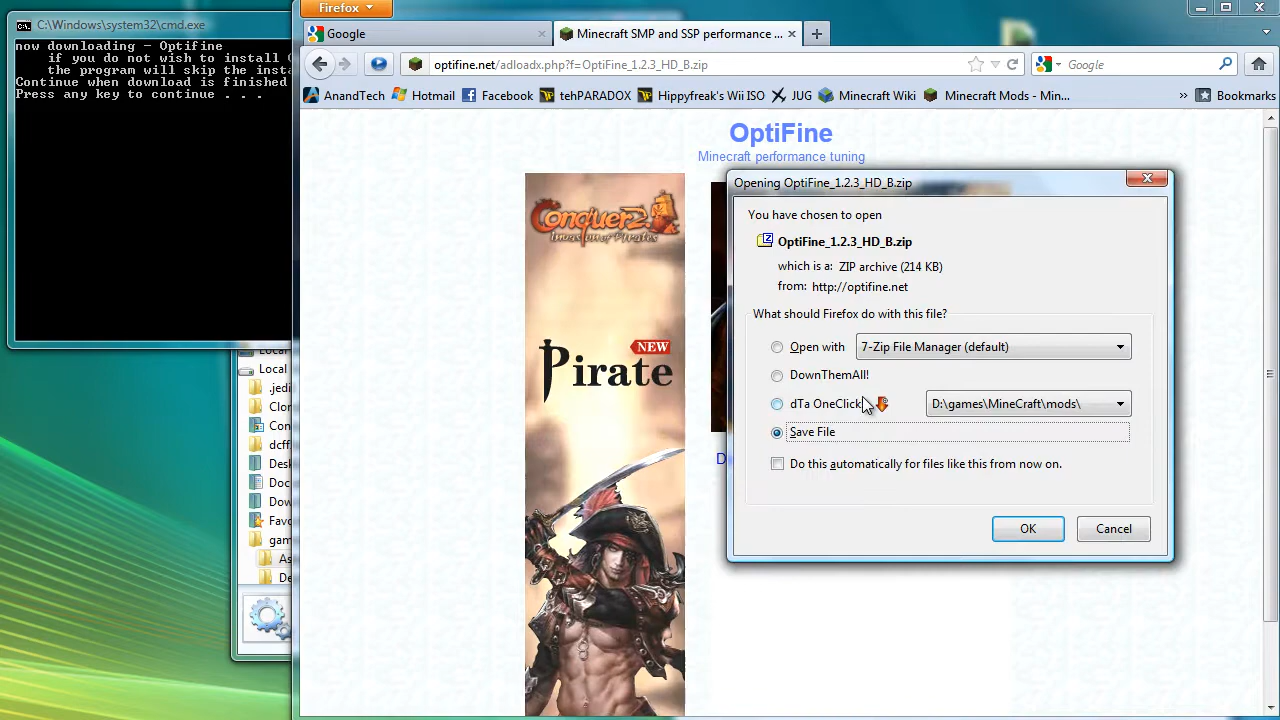 C:\Windows\system32\cmd.exe
now downloading - Optifine
if you do not wish to install
the program will skip the insta
Continue when download is finished
Press any key to continue . . .
Local
Local
.jedi
Clon
Con
dcff
Desk
Doc
Dow
Favo
gam
As
De
Firefox
Google
Minecraft SMP and SSP performance ...
optifine.net/adloadx.php?f=OptiFine_1.2.3_HD_B.zip
Google
AnandTech
Hotmail
Facebook
tehPARADOX
Hippyfreak's Wii ISO
JUG
Minecraft Wiki
Minecraft Mods - Min...
»
Bookmarks
OptiFine
Minecraft performance tuning
Conquer2.0
Invasion of Pirates
NEW
Pirate
D
Opening OptiFine_1.2.3_HD_B.zip
You have chosen to open
OptiFine_1.2.3_HD_B.zip
which is a: ZIP archive (214 KB)
from: http://optifine.net
What should Firefox do with this file?
Open with
7-Zip File Manager (default)
DownThemAll!
dTa OneClick
D:\games\MineCraft\mods\
Save File
Do this automatically for files like this from now on.
OK
Cancel